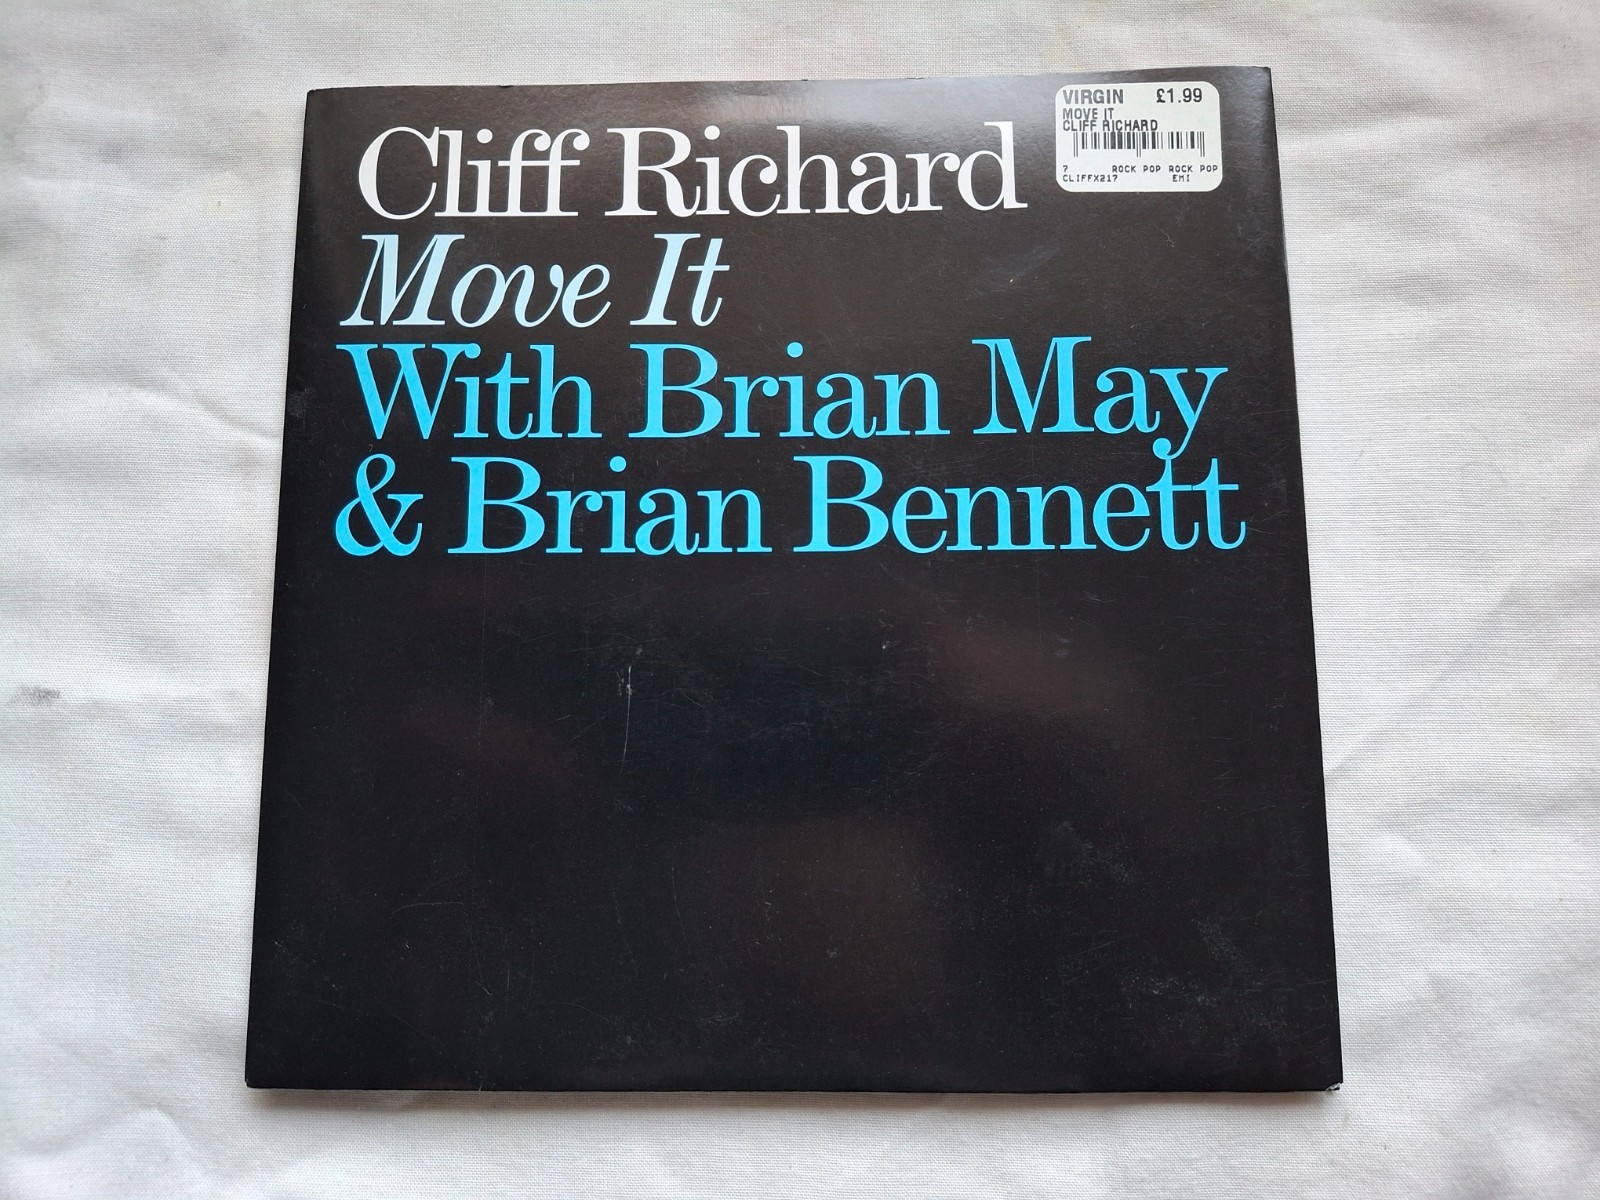 Cliff Richard
Move It
With Brian May
& Brian Bennett
VIRGIN £1.99
MOVE IT
CLIFF RICHARD
7 ROCK POP ROCK POP
CLIFFX217 EMI